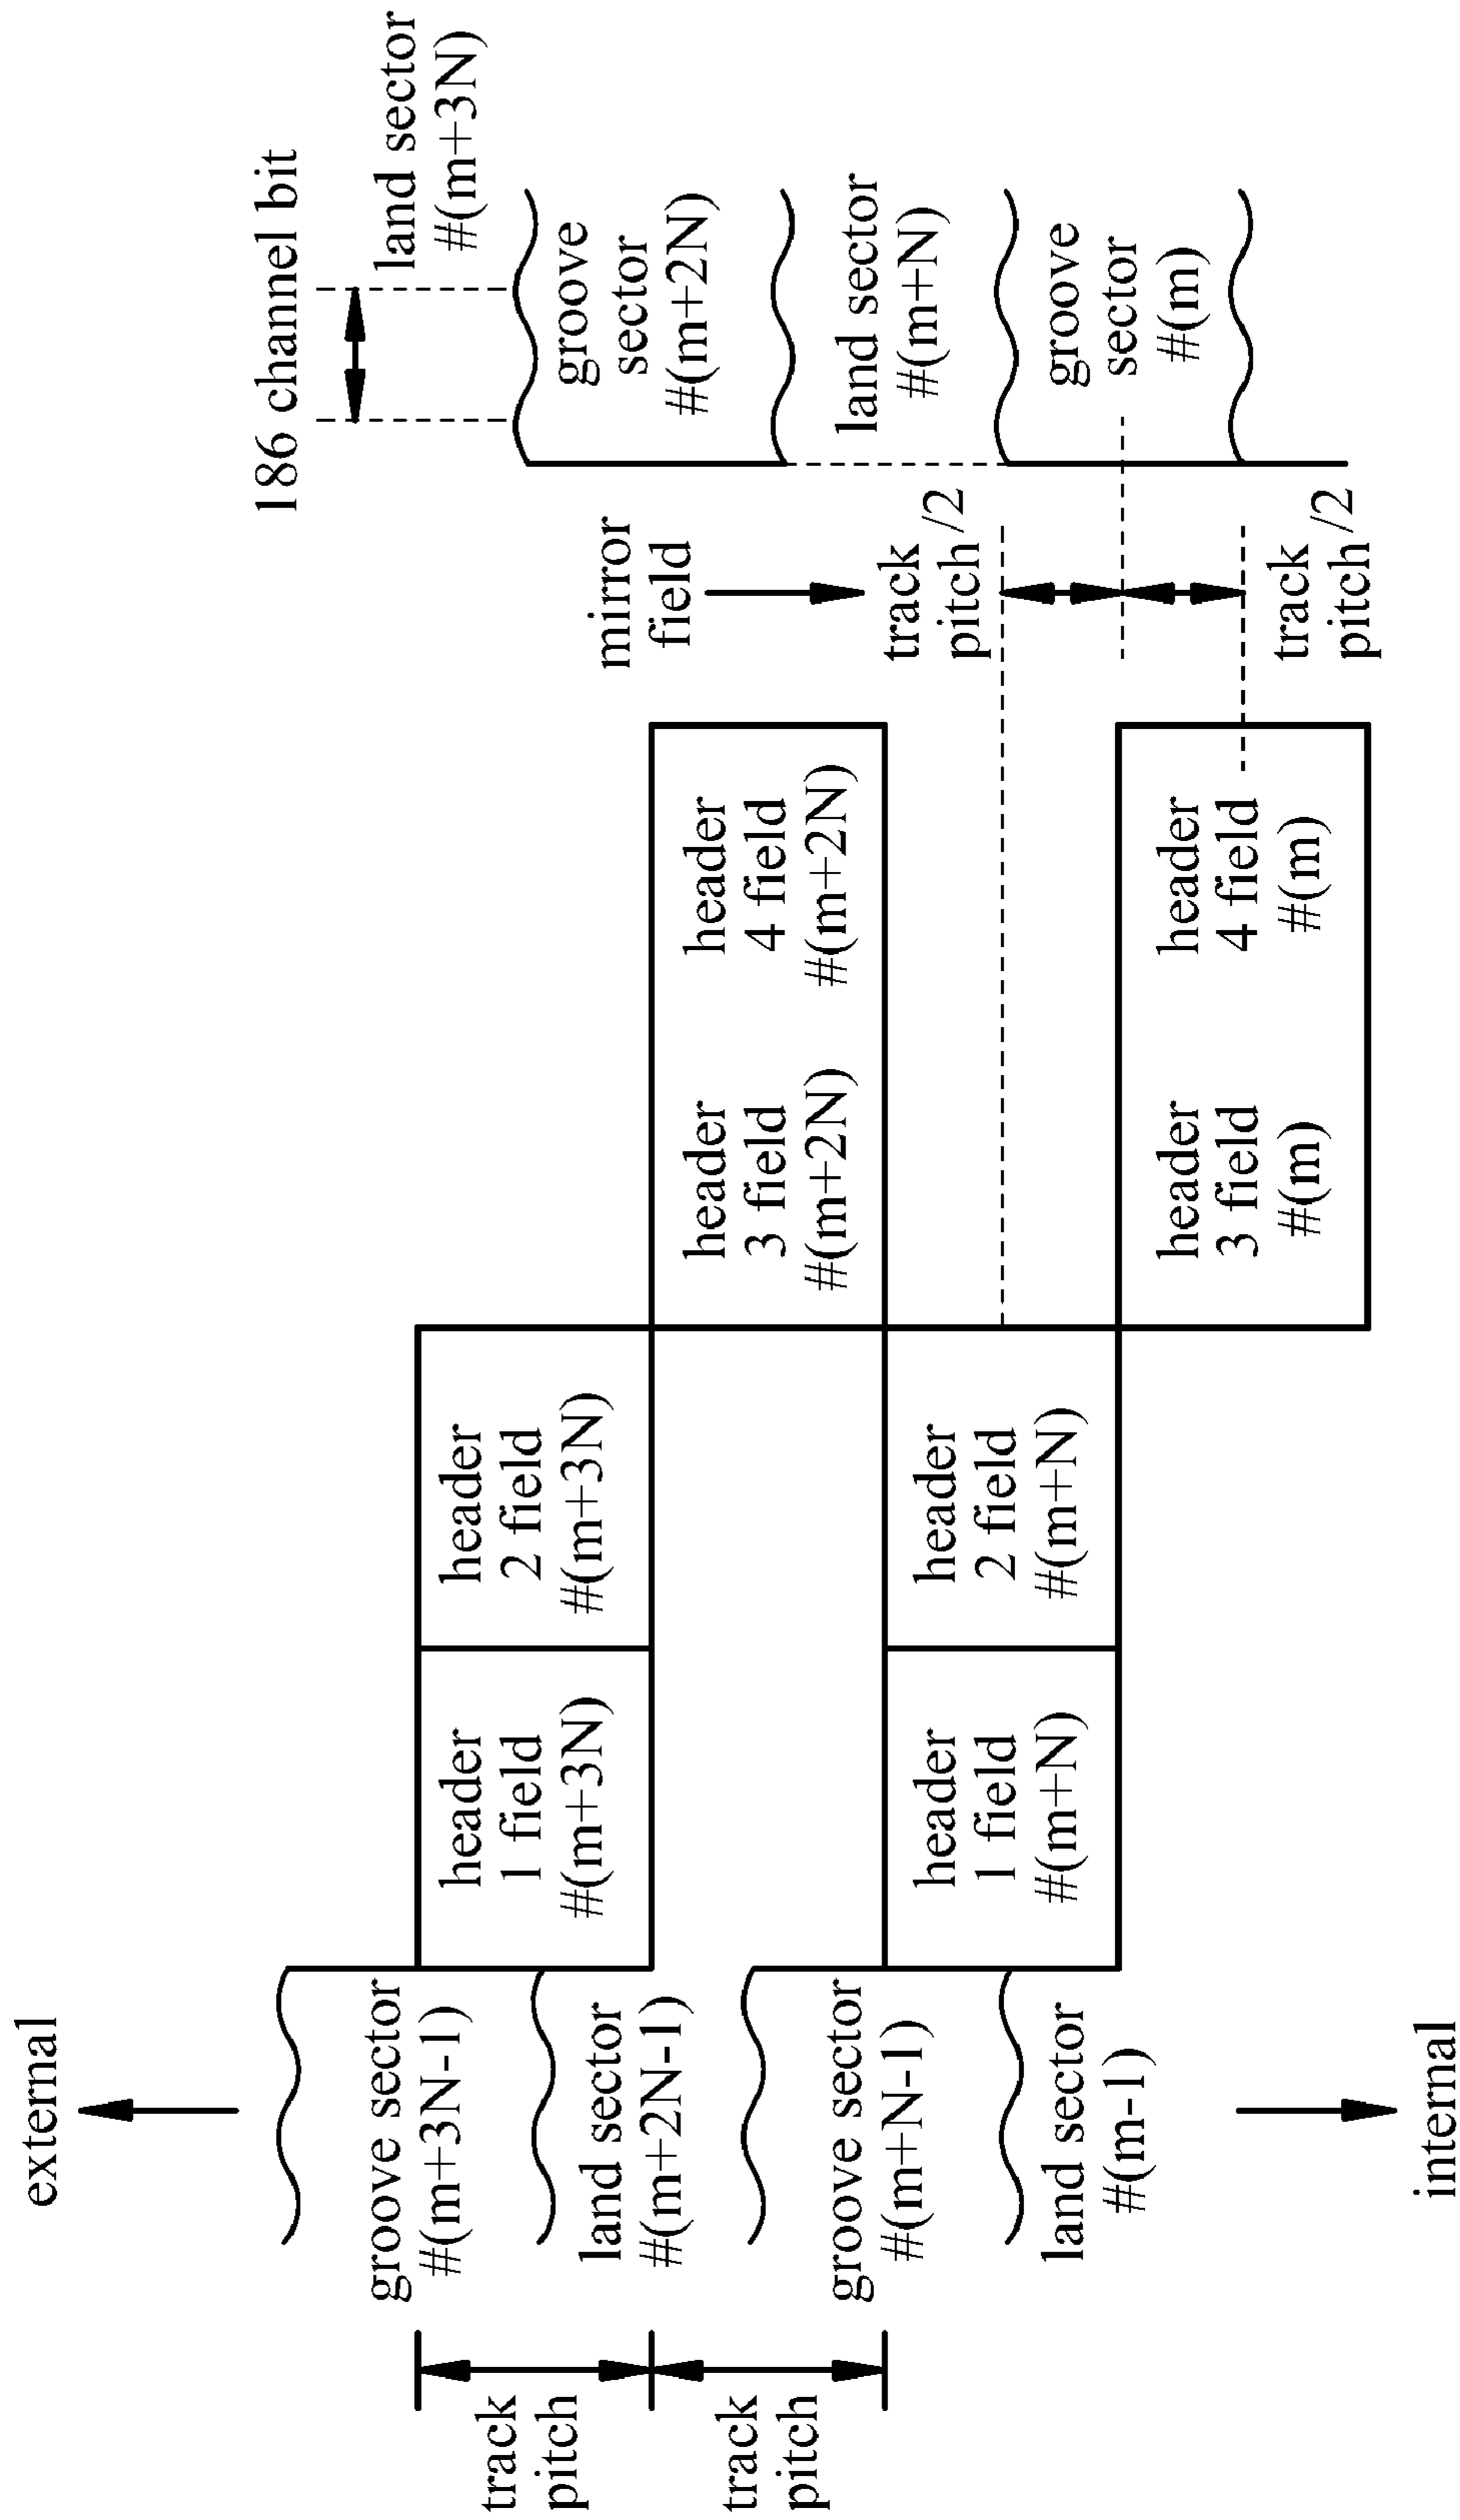 external
track
pitch
track
pitch
groove sector
#(m+3N-1)
land sector
#(m+2N-1)
groove sector
#(m+N-1)
land sector
#(m-1)
internal
header
1 field
#(m+3N)
header
2 field
#(m+3N)
header
1 field
#(m+N)
header
2 field
#(m+N)
header
3 field
#(m+2N)
header
4 field
#(m+2N)
header
3 field
#(m)
header
4 field
#(m)
mirror
field
track
pitch/2
track
pitch/2
186 channel bit
land sector
#(m+3N)
groove
sector
#(m+2N)
land sector
#(m+N)
groove
sector
#(m)